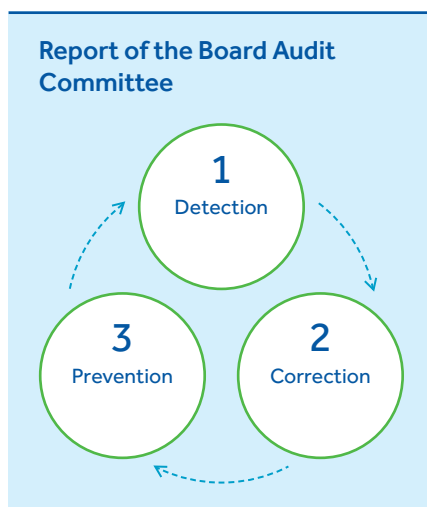 Report of the Board Audit
Committee
1
Detection
2
Correction
3
Prevention